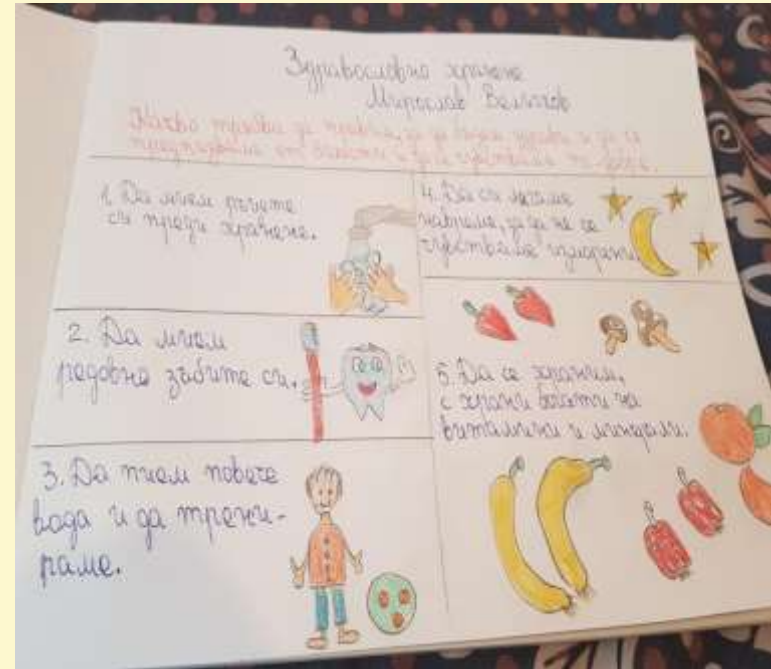 Здравословно хранене
Мирослав Величков
Какво трябва да правим, за да бъдем здрави и да се
предпазваме от болести и да се чувстваме по-добре.
1. Да мием ръцете
си преди хранене.
2. Да мием
редовно зъбите си.
3. Да пием повече
вода и да трени-
раме.
4. Да си лягаме
навреме, за да не се
чувстваме изморени.
5. Да се храним,
с храни богати на
витамини и минерали.